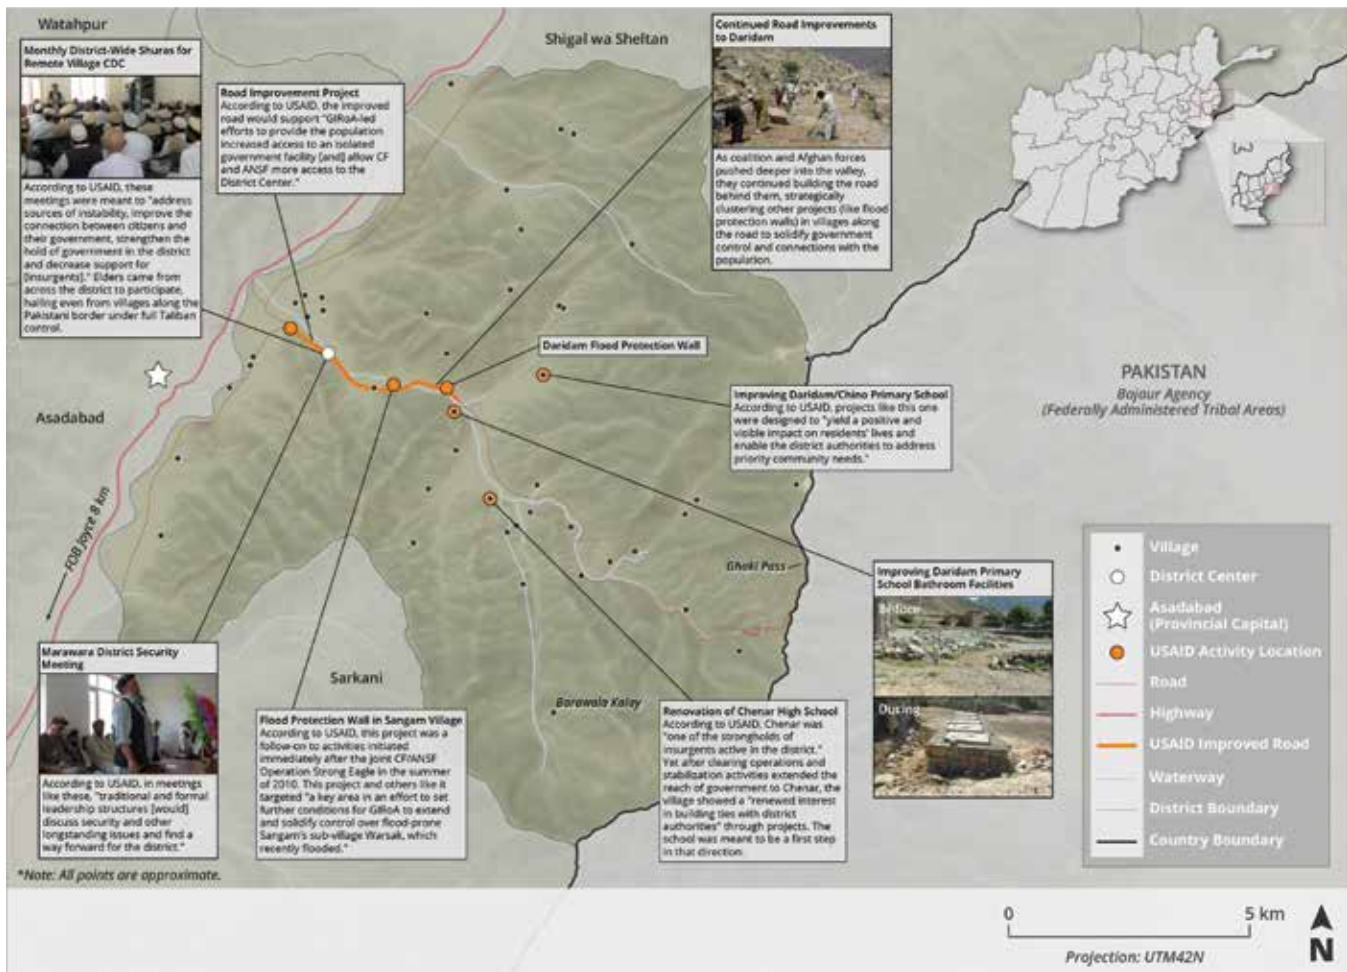 Watahpur
Shigal wa Sheltan
Monthly District-Wide Shuras for
Remote Village CDC
According to USAID, these
meetings were meant to "address
sources of instability, improve the
connection between citizens and
their government, strengthen the
hold of government in the district
and decrease support for
[insurgents]." Elders came from
across the district to participate,
hailing even from villages along the
Pakistani border under full Taliban
control.
Road Improvement Project
According to USAID, the improved
road would support "GIRoA-led
efforts to provide the population
increased access to an isolated
government facility [and] allow CF
and ANSF more access to the
District Center."
Continued Road Improvements
to Daridam
As coalition and Afghan forces
pushed deeper into the valley,
they continued building the road
behind them, strategically
clustering other projects (like flood
protection walls) in villages along
the road to solidify government
control and connections with the
population.
Daridam Flood Protection Wall
Improving Daridam/Chino Primary School
According to USAID, projects like this one
were designed to "yield a positive and
visible impact on residents' lives and
enable the district authorities to address
priority community needs."
PAKISTAN
Bajaur Agency
(Federally Administered Tribal Areas)
Asadabad
FOB Joyce 8 km
Ghaki Pass
Improving Daridam Primary
School Bathroom Facilities
Before
During
Marawara District Security
Meeting
According to USAID, in meetings
like these, "traditional and formal
leadership structures [would]
discuss security and other
longstanding issues and find a
way forward for the district."
Sarkani
Barawala Kalay
Flood Protection Wall in Sangam Village
According to USAID, this project was a
follow-on to activities initiated
immediately after the joint CF/ANSF
Operation Strong Eagle in the summer
of 2010. This project and others like it
targeted "a key area in an effort to set
further conditions for GIRoA to extend
and solidify control over flood-prone
Sangam's sub-village Warsak, which
recently flooded."
Renovation of Chenar High School
According to USAID, Chenar was
"one of the strongholds of
insurgents active in the district."
Yet after clearing operations and
stabilization activities extended the
reach of government to Chenar, the
village showed a "renewed interest
in building ties with district
authorities" through projects. The
school was meant to be a first step
in that direction.
Village
District Center
Asadabad
(Provincial Capital)
USAID Activity Location
Road
Highway
USAID Improved Road
Waterway
District Boundary
Country Boundary
*Note: All points are approximate.
0 5 km
Projection: UTM42N
N